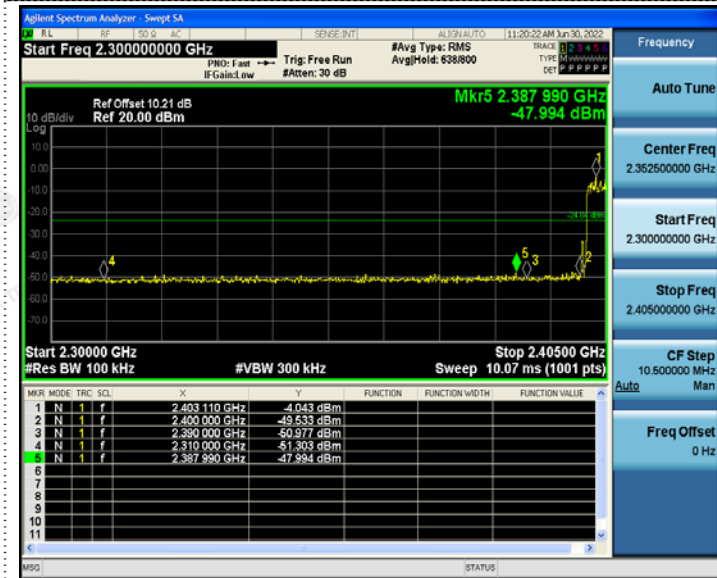 Agilent Spectrum Analyzer - Swept SA
RL RF 50 Ω AC SENSE:INT ALIGNAUTO 11:20:22 AM Jun 30, 2022
Start Freq 2.300000000 GHz
PNO: Fast
IFGain:Low
Trig: Free Run
#Atten: 30 dB
#Avg Type: RMS
Avg|Hold: 638/800
TRACE 1 2 3 4 5 6
TYPE M
DET P P P P P P
Frequency
Auto Tune
Center Freq
2.352500000 GHz
Start Freq
2.300000000 GHz
Stop Freq
2.405000000 GHz
CF Step
10.500000 MHz
Auto Man
Freq Offset
0 Hz
Mkr5 2.387 990 GHz
-47.994 dBm
Ref Offset 10.21 dB
10 dB/div Ref 20.00 dBm
Log
10.0
0.00
-10.0
-20.0
-30.0
-40.0
-50.0
-60.0
-70.0
1
-24.04 dBm
4
5
3
2
Start 2.30000 GHz Stop 2.40500 GHz
#Res BW 100 kHz #VBW 300 kHz Sweep 10.07 ms (1001 pts)
MKR MODE TRC SCL X Y FUNCTION FUNCTION WIDTH FUNCTION VALUE
1 N 1 f 2.403 110 GHz -4.043 dBm
2 N 1 f 2.400 000 GHz -49.533 dBm
3 N 1 f 2.390 000 GHz -50.977 dBm
4 N 1 f 2.310 000 GHz -51.303 dBm
5 N 1 f 2.387 990 GHz -47.994 dBm
6
7
8
9
10
11
MSG STATUS